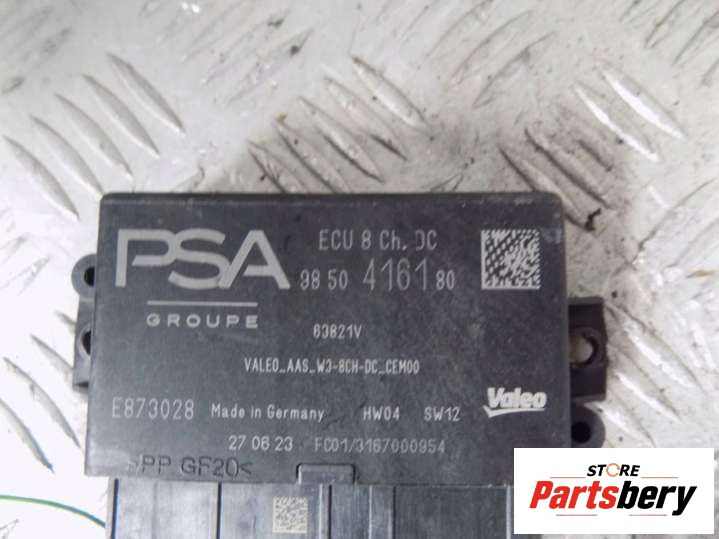 PSA
GROUPE
ECU 8 Ch. DC
98 50 4161 80
63821V
VALEO_AAS_W3-8CH-DC_CEM00
E873028 Made in Germany HW04 SW12
Valeo
27 06 23 FC01/3167000954
>PP GF20<
STORE
Partsbery